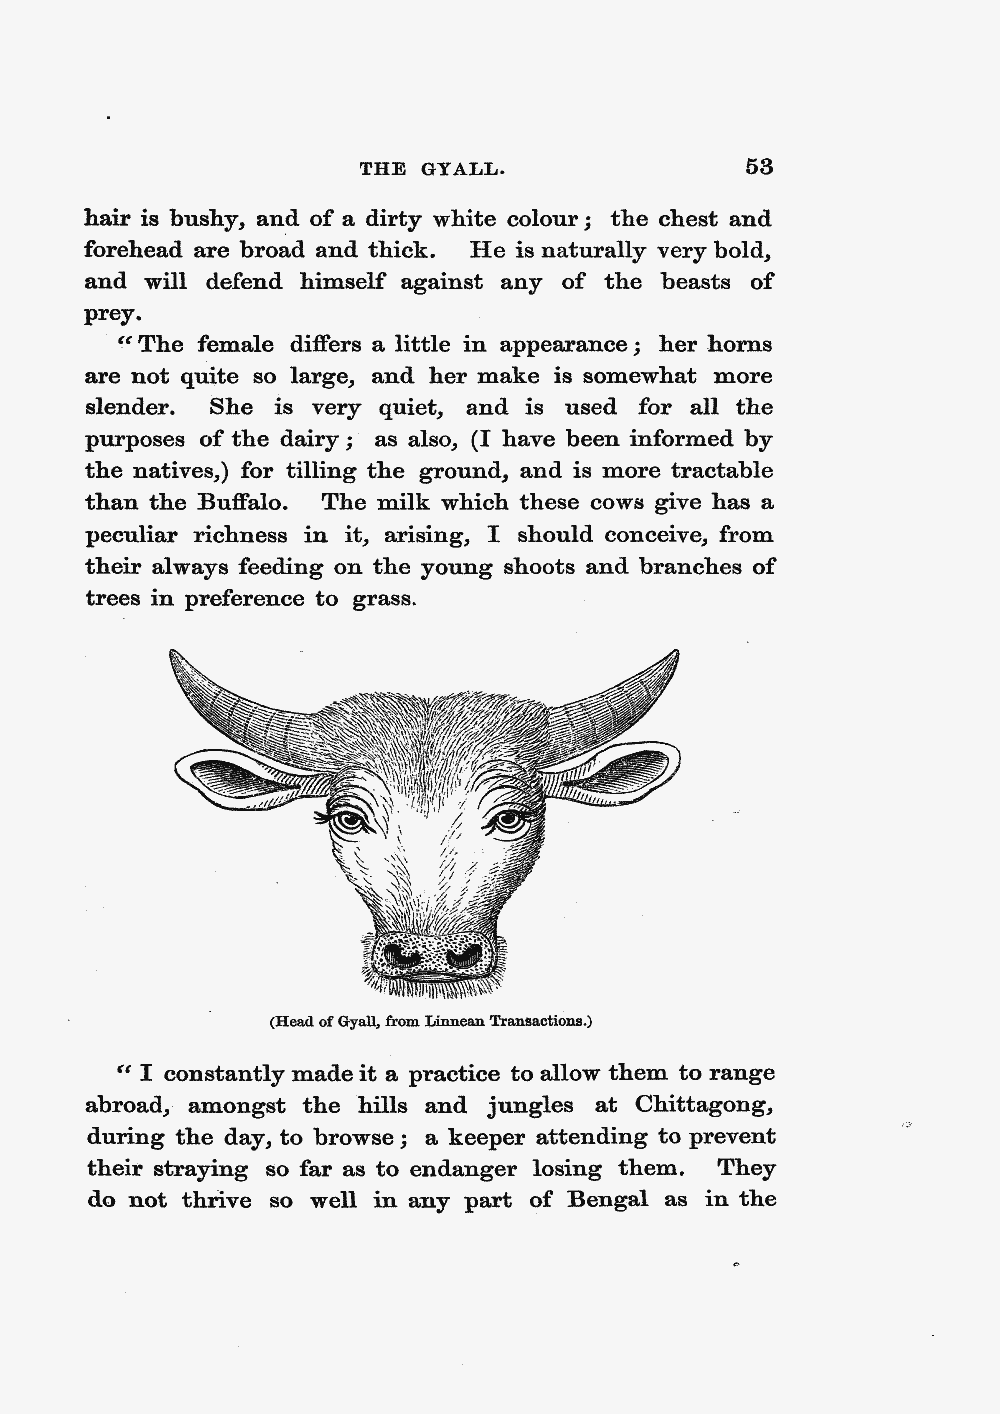 THE GYALL. 53
hair is bushy, and of a dirty white colour; the chest and
forehead are broad and thick. He is naturally very bold,
and will defend himself against any of the beasts of
prey.
“The female differs a little in appearance; her horns
are not quite so large, and her make is somewhat more
slender. She is very quiet, and is used for all the
purposes of the dairy; as also, (I have been informed by
the natives,) for tilling the ground, and is more tractable
than the Buffalo. The milk which these cows give has a
peculiar richness in it, arising, I should conceive, from
their always feeding on the young shoots and branches of
trees in preference to grass.
(Head of Gyall, from Linnean Transactions.)
“I constantly made it a practice to allow them to range
abroad, amongst the hills and jungles at Chittagong,
during the day, to browse; a keeper attending to prevent
their straying so far as to endanger losing them. They
do not thrive so well in any part of Bengal as in the